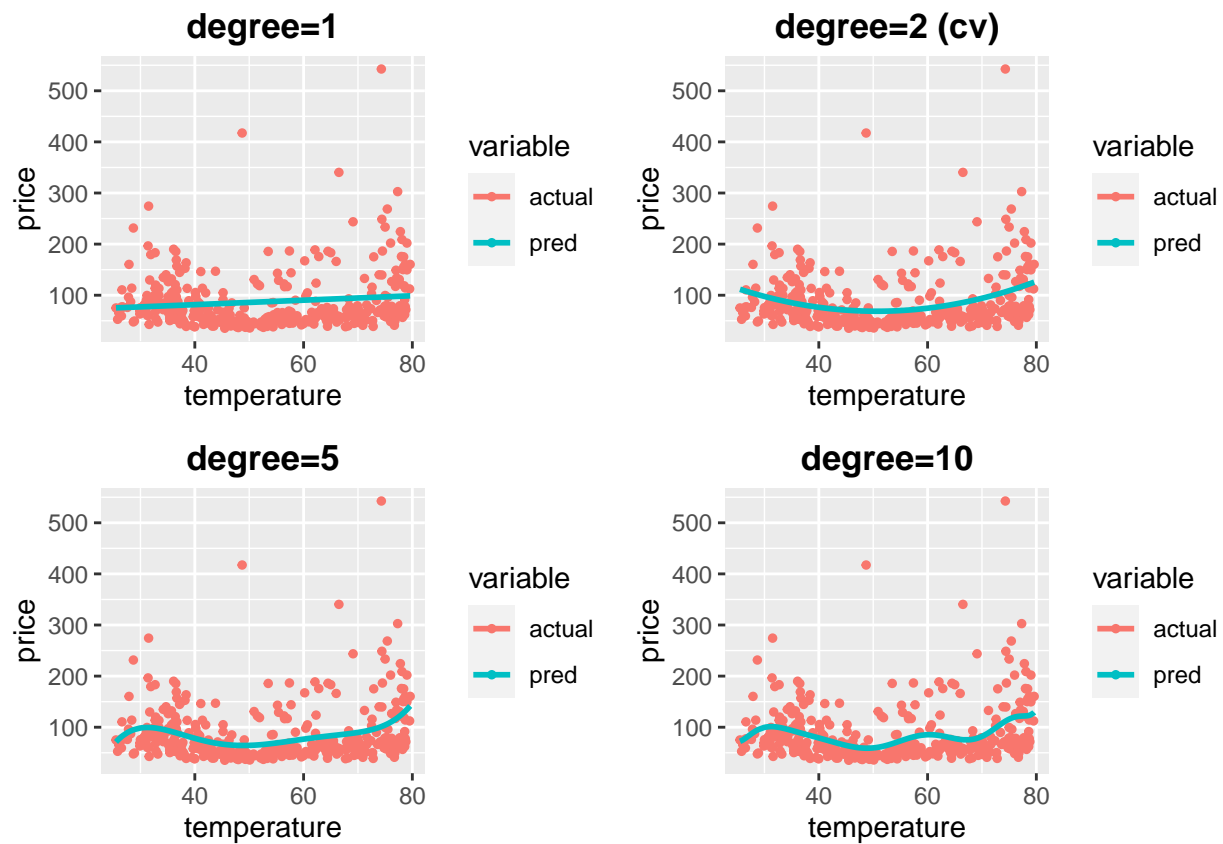 degree=1
500
400
300
200
100
price
40 60 80
temperature
variable
actual
pred
degree=2 (cv)
500
400
300
200
100
price
40 60 80
temperature
variable
actual
pred
degree=5
500
400
300
200
100
price
40 60 80
temperature
variable
actual
pred
degree=10
500
400
300
200
100
price
40 60 80
temperature
variable
actual
pred